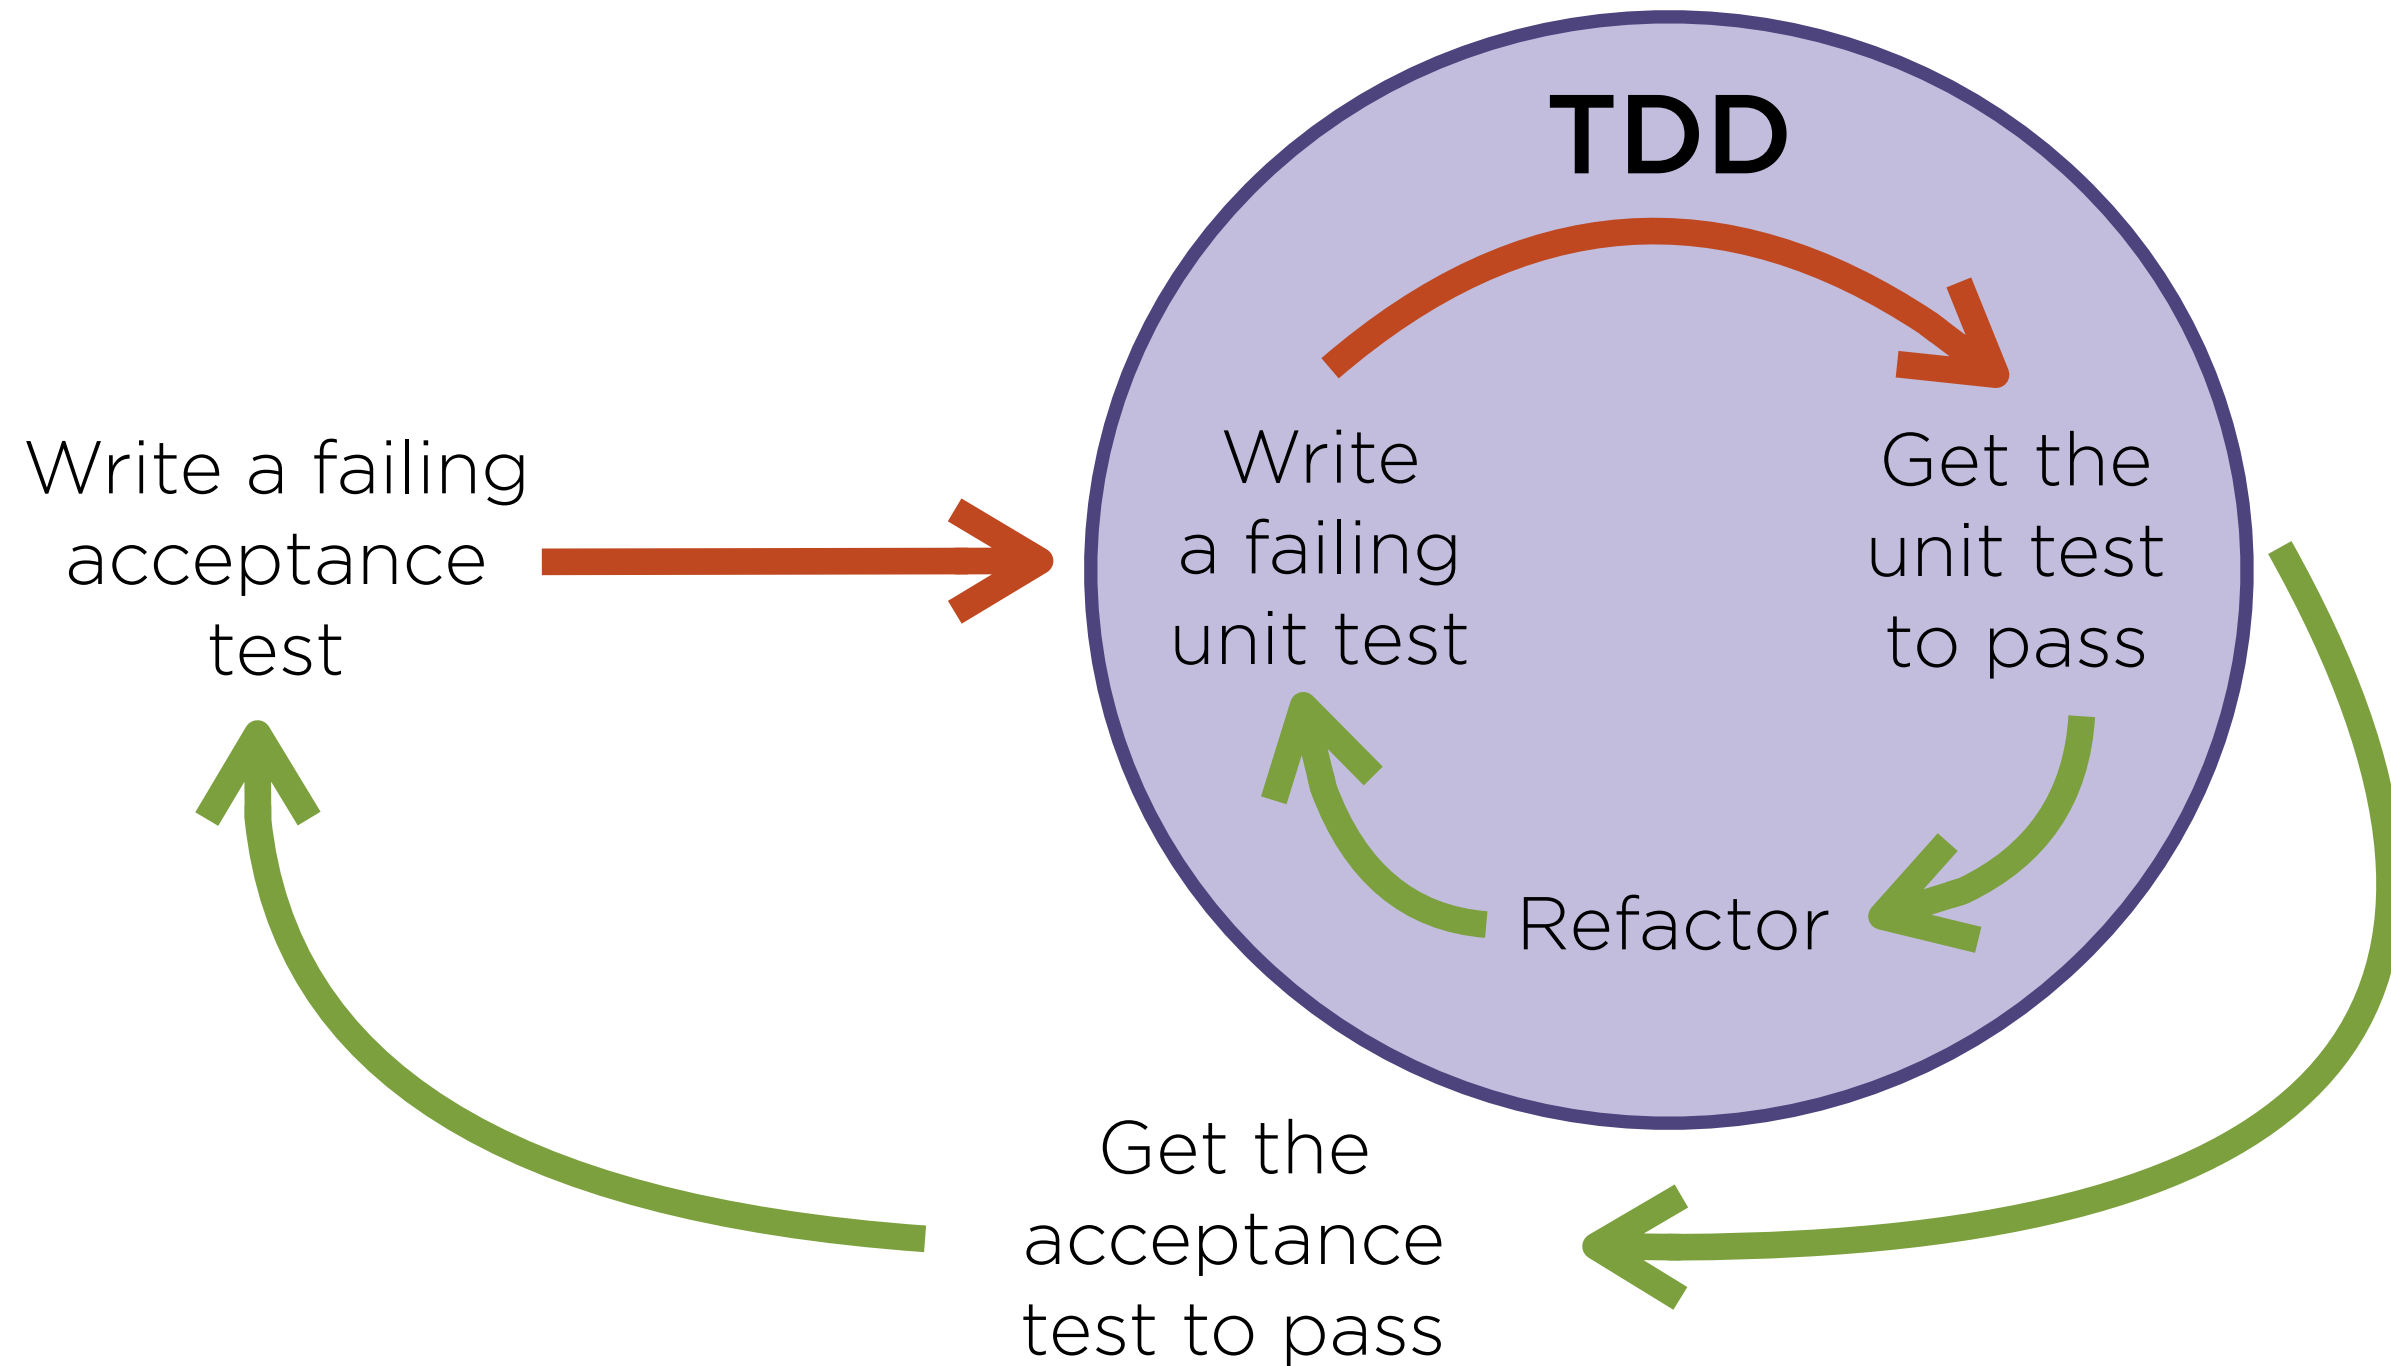 TDD
Write a failing
acceptance
test
Write
a failing
unit test
Get the
unit test
to pass
Refactor
Get the
acceptance
test to pass